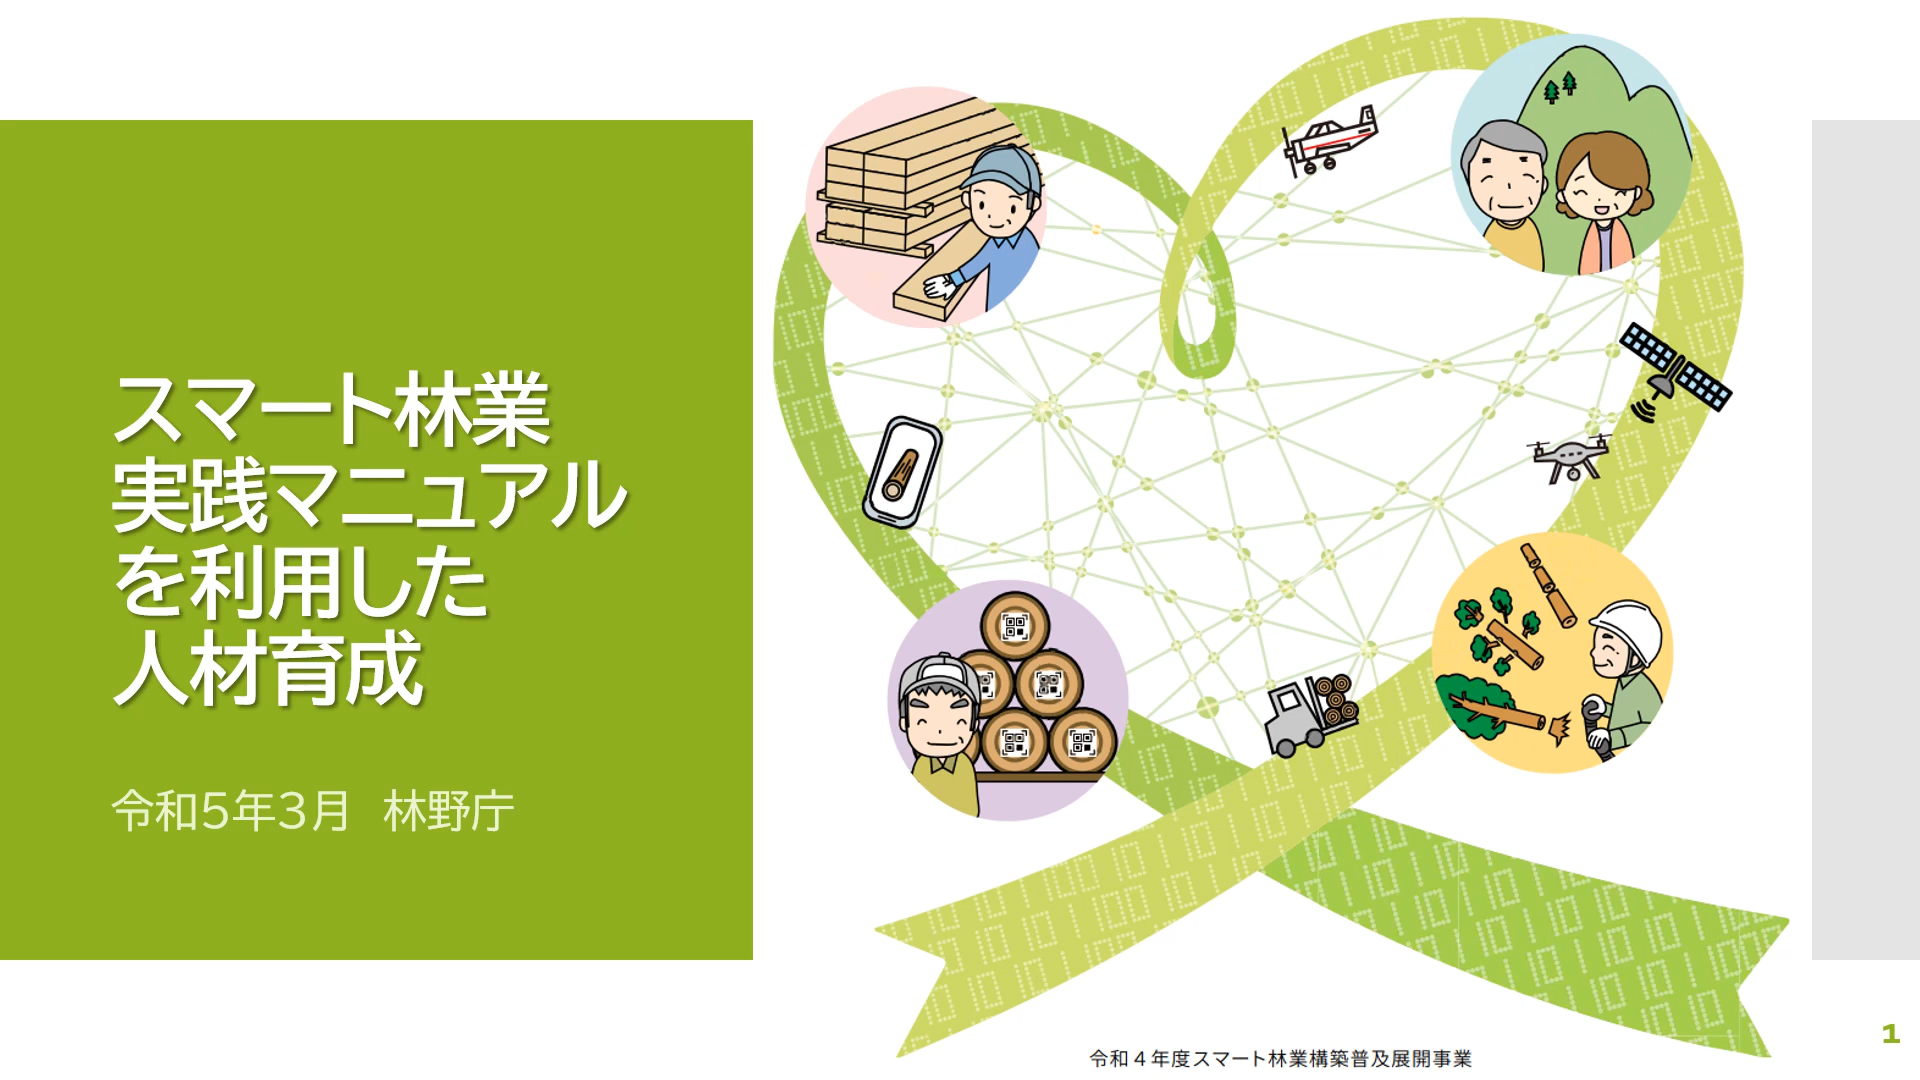 スマート林業
実践マニュアル
を利用した
人材育成
令和5年3月 林野庁
令和4年度スマート林業構築普及展開事業
1